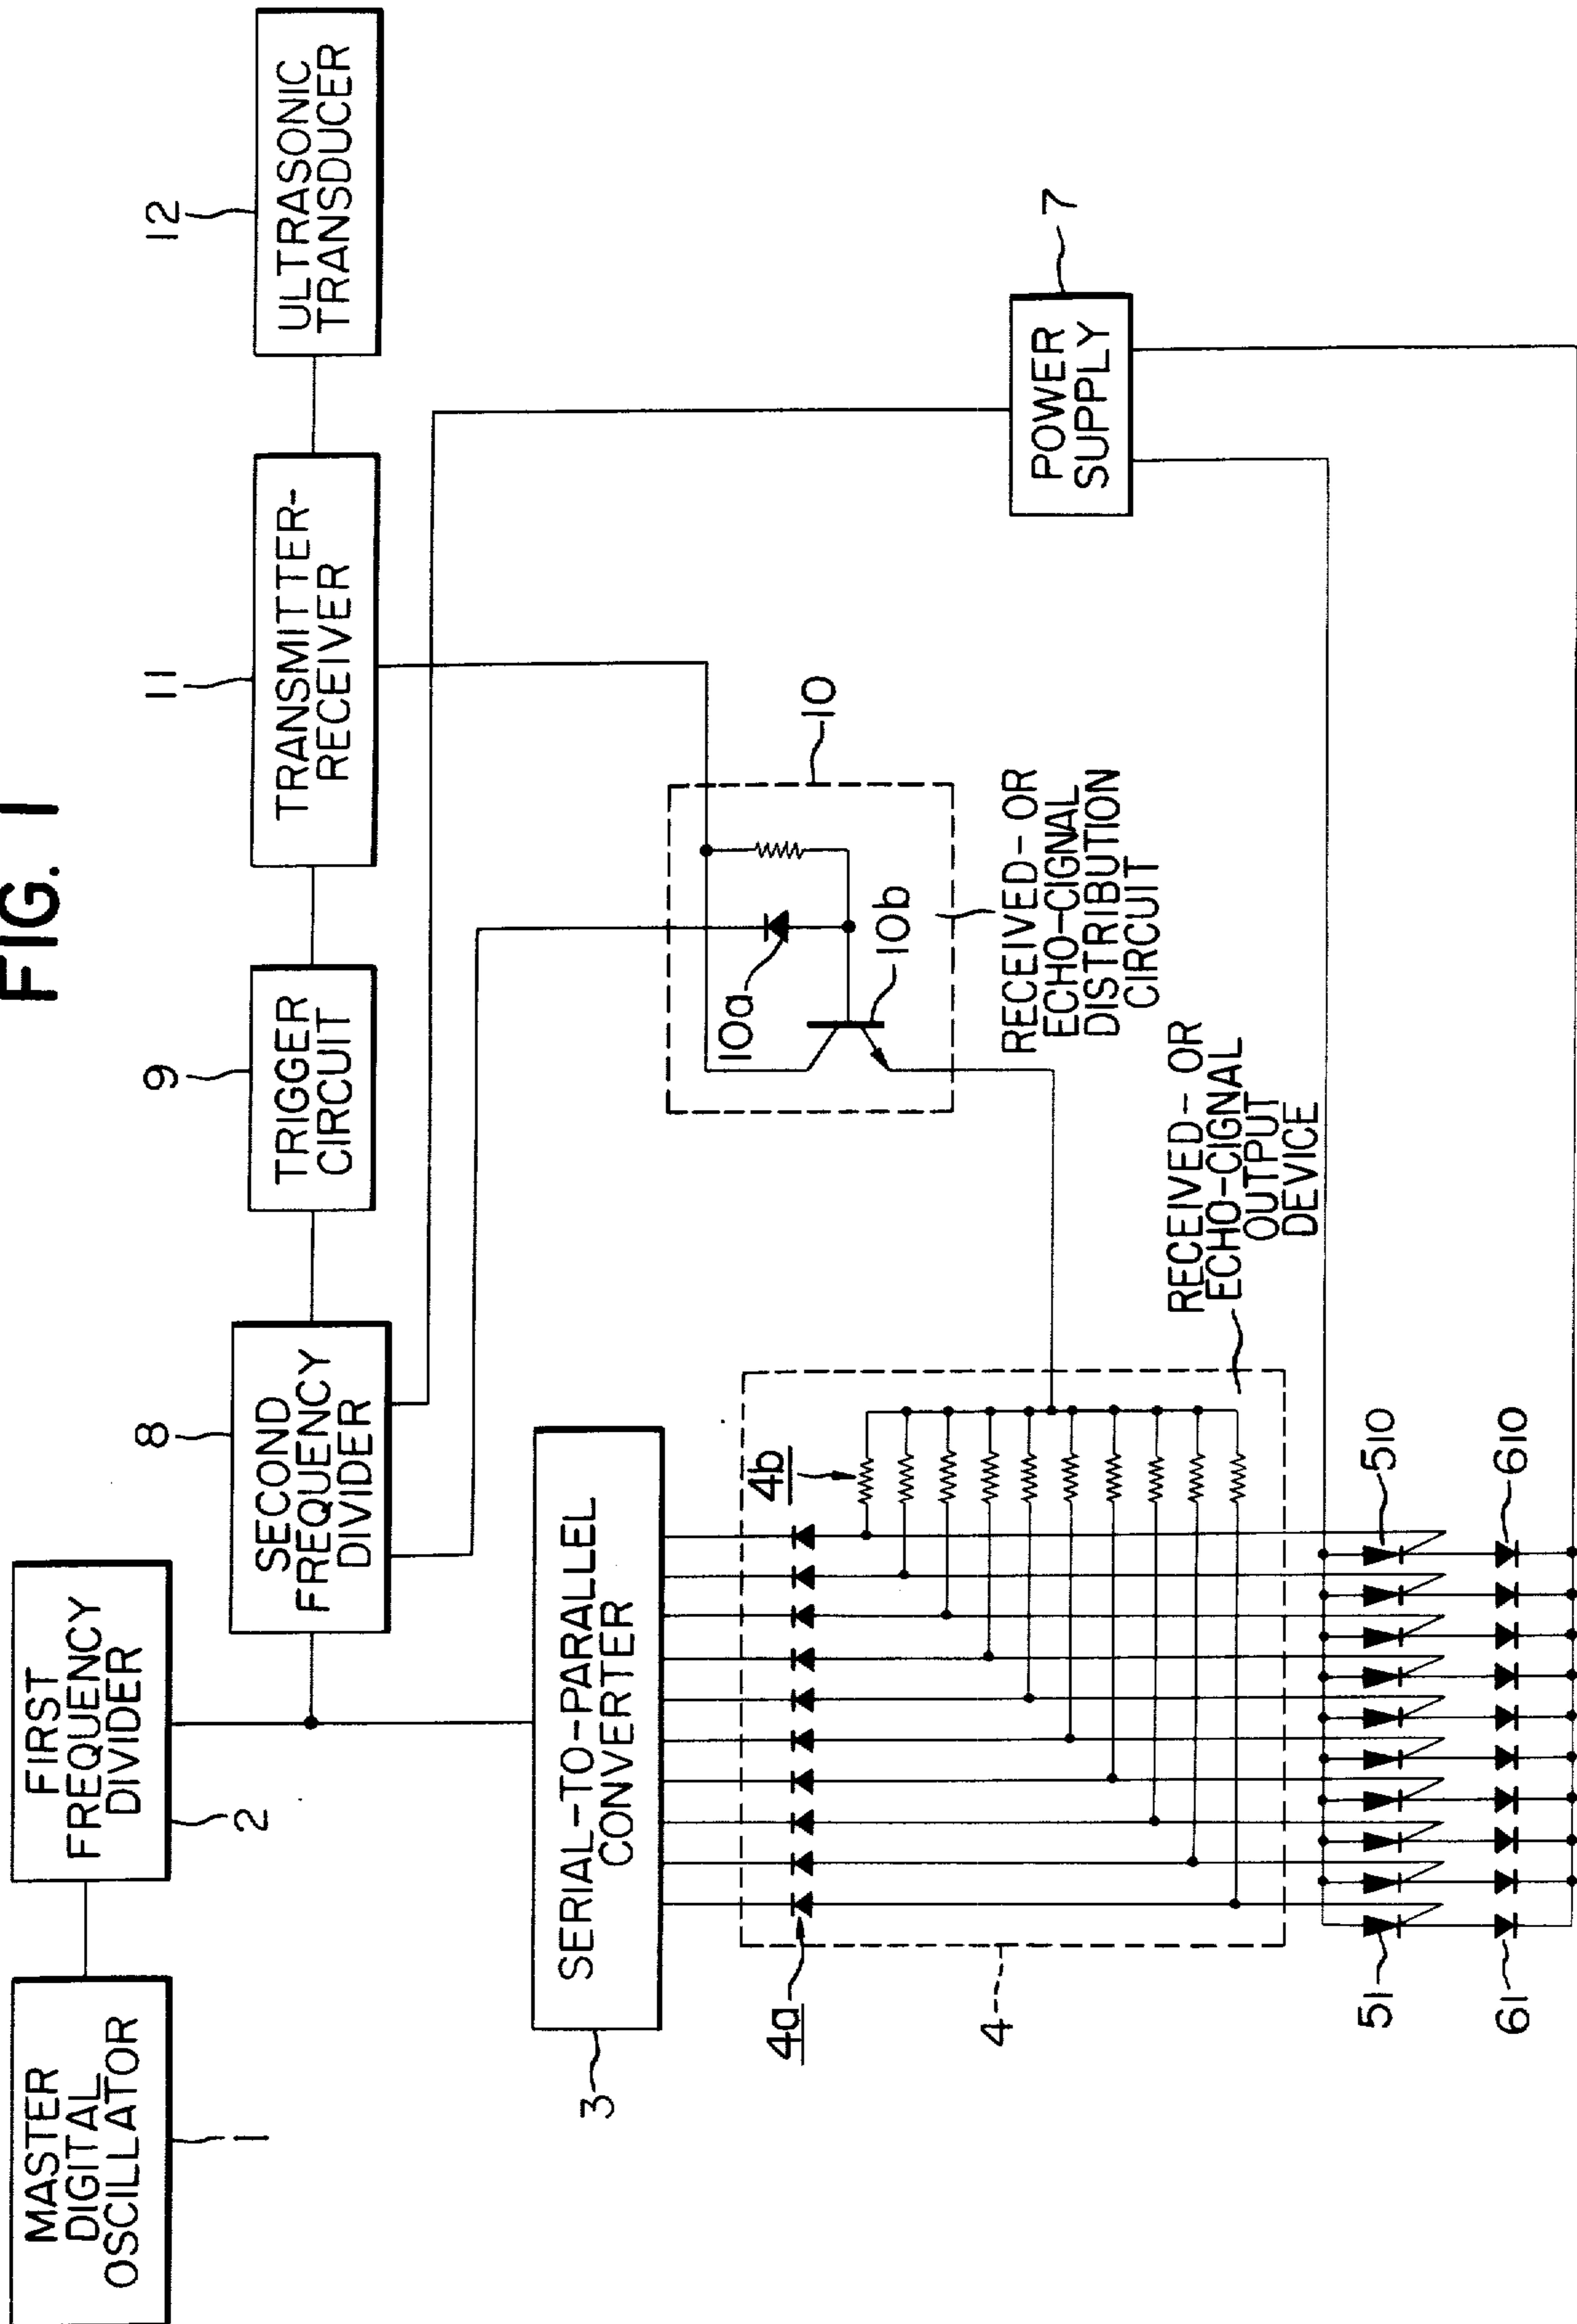 FIG. 1
MASTER
DIGITAL
OSCILLATOR
1
FIRST
FREQUENCY
DIVIDER
2
SECOND
FREQUENCY
DIVIDER
8
TRIGGER
CIRCUIT
9
TRANSMITTER-
RECEIVER
11
ULTRASONIC
TRANSDUCER
12
SERIAL-TO-PARALLEL
CONVERTER
3
4a
4b
4
RECEIVED- OR
ECHO-CIGNAL
OUTPUT
DEVICE
10
10a
10b
RECEIVED- OR
ECHO-CIGNAL
DISTRIBUTION
CIRCUIT
POWER
SUPPLY
7
51
510
61
610